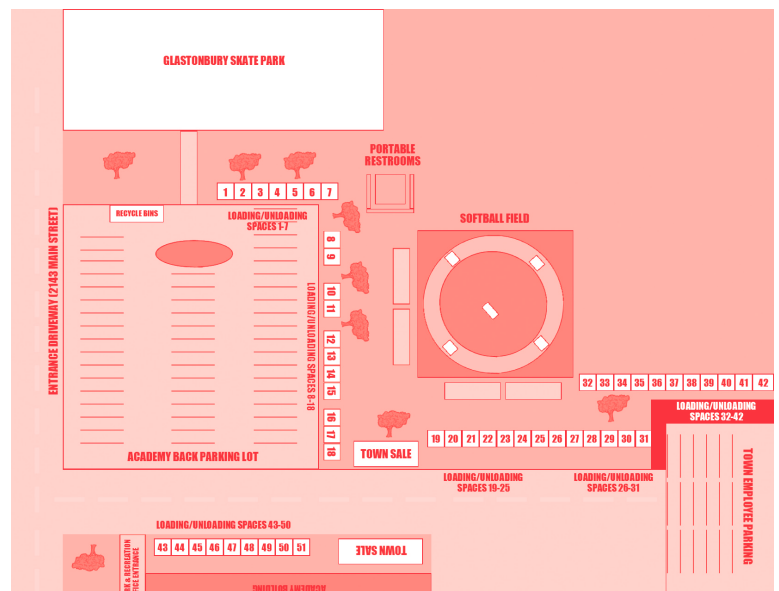 GLASTONBURY SKATE PARK
PORTABLE
RESTROOMS
1 2 3 4 5 6 7
RECYCLE BINS
LOADING/UNLOADING
SPACES 1-7
SOFTBALL FIELD
ENTRANCE DRIVEWAY (2143 MAIN STREET)
8
9
10
11
12
13
14
15
16
17
18
LOADING/UNLOADING SPACES 8-18
32 33 34 35 36 37 38 39 40 41 42
LOADING/UNLOADING
SPACES 32-42
19 20 21 22 23 24 25 26 27 28 29 30 31
ACADEMY BACK PARKING LOT
TOWN SALE
LOADING/UNLOADING
SPACES 19-25
LOADING/UNLOADING
SPACES 26-31
TOWN EMPLOYEE PARKING
LOADING/UNLOADING SPACES 43-50
43 44 45 46 47 48 49 50 51
TOWN SALE
& RECREATION
ENTRANCE
ACADEMY BUILDING